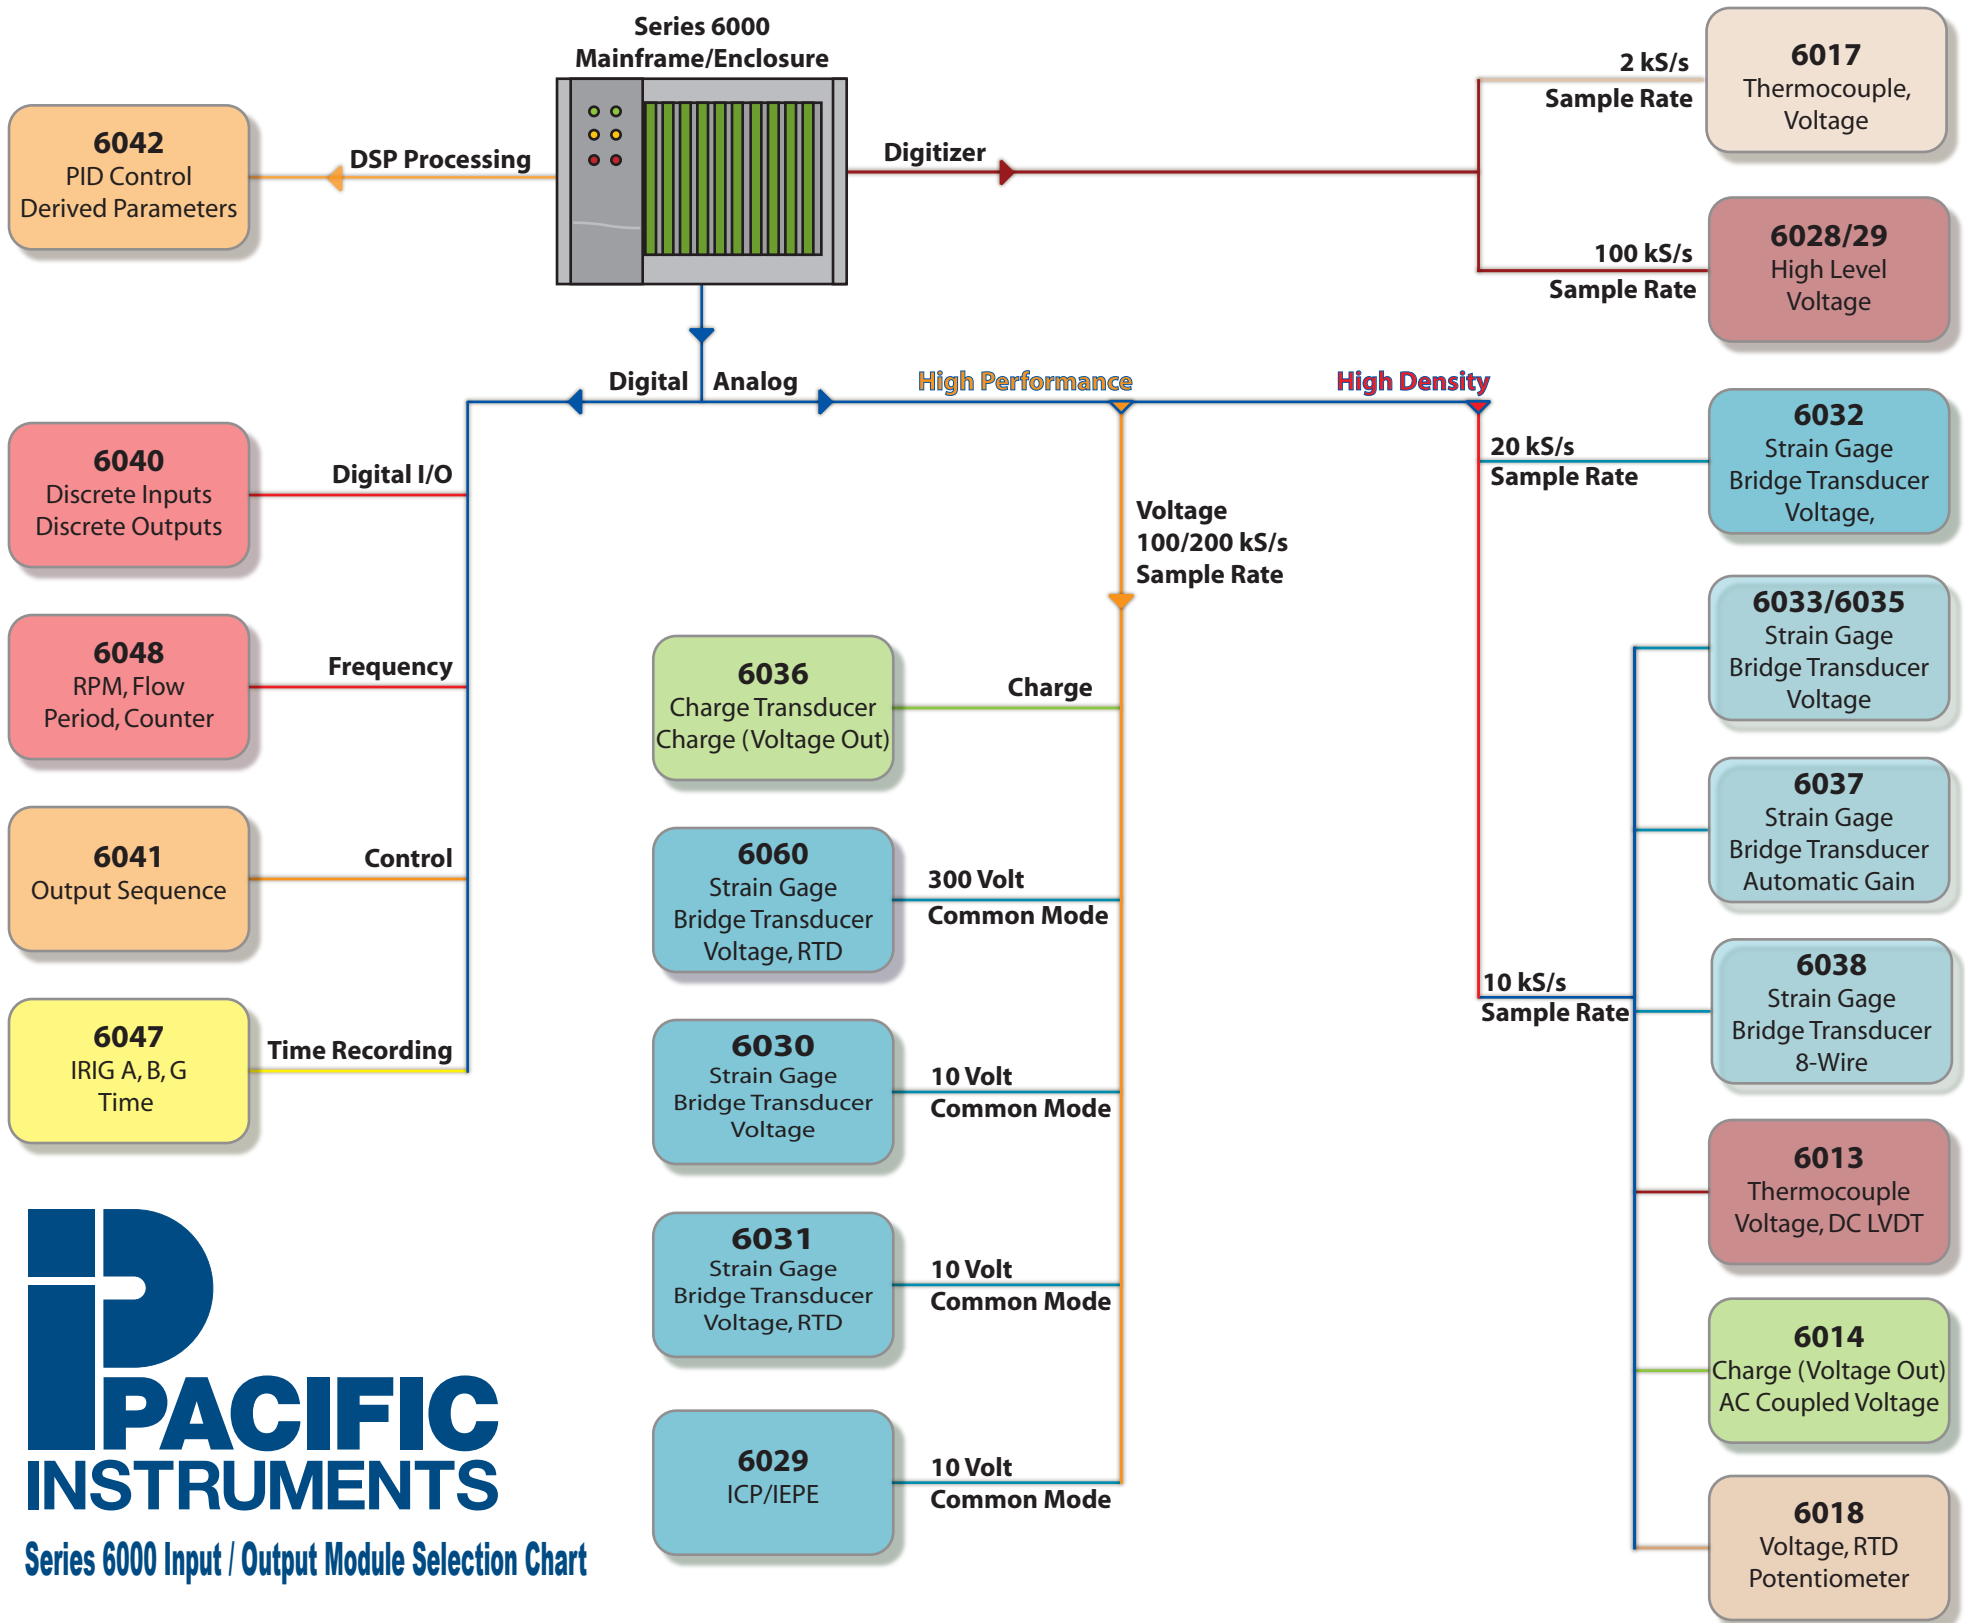 Series 6000
Mainframe/Enclosure
6042
PID Control
Derived Parameters
DSP Processing
Digitizer
2 kS/s
Sample Rate
6017
Thermocouple,
Voltage
100 kS/s
Sample Rate
6028/29
High Level
Voltage
Digital
Analog
High Performance
High Density
6040
Discrete Inputs
Discrete Outputs
Digital I/O
6048
RPM, Flow
Period, Counter
Frequency
6041
Output Sequence
Control
6047
IRIG A, B, G
Time
Time Recording
Voltage
100/200 kS/s
Sample Rate
6036
Charge Transducer
Charge (Voltage Out)
Charge
6060
Strain Gage
Bridge Transducer
Voltage, RTD
300 Volt
Common Mode
6030
Strain Gage
Bridge Transducer
Voltage
10 Volt
Common Mode
6031
Strain Gage
Bridge Transducer
Voltage, RTD
10 Volt
Common Mode
6029
ICP/IEPE
10 Volt
Common Mode
20 kS/s
Sample Rate
6032
Strain Gage
Bridge Transducer
Voltage,
10 kS/s
Sample Rate
6033/6035
Strain Gage
Bridge Transducer
Voltage
6037
Strain Gage
Bridge Transducer
Automatic Gain
6038
Strain Gage
Bridge Transducer
8-Wire
6013
Thermocouple
Voltage, DC LVDT
6014
Charge (Voltage Out)
AC Coupled Voltage
6018
Voltage, RTD
Potentiometer
PACIFIC
INSTRUMENTS
Series 6000 Input / Output Module Selection Chart